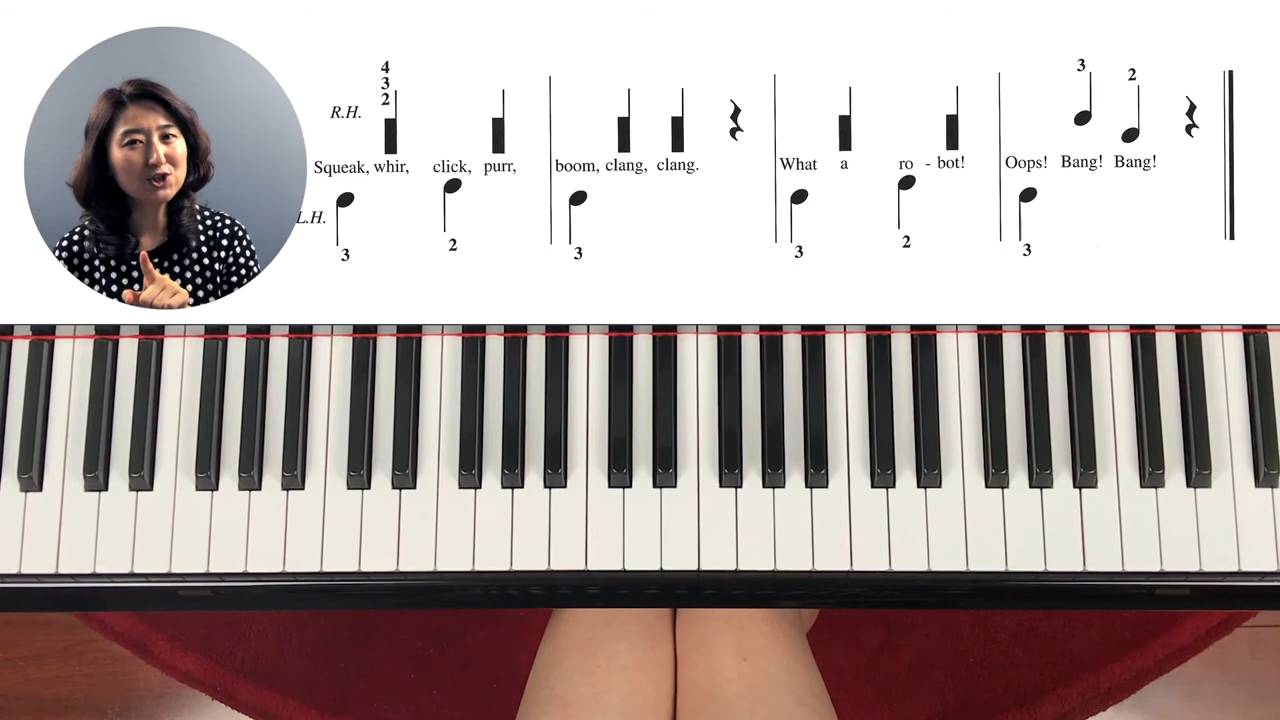 4
3
2
3
2
R.H.
Squeak, whir, click, purr, boom, clang, clang. What a ro - bot! Oops! Bang! Bang!
L.H.
3 2 3 3 2 3